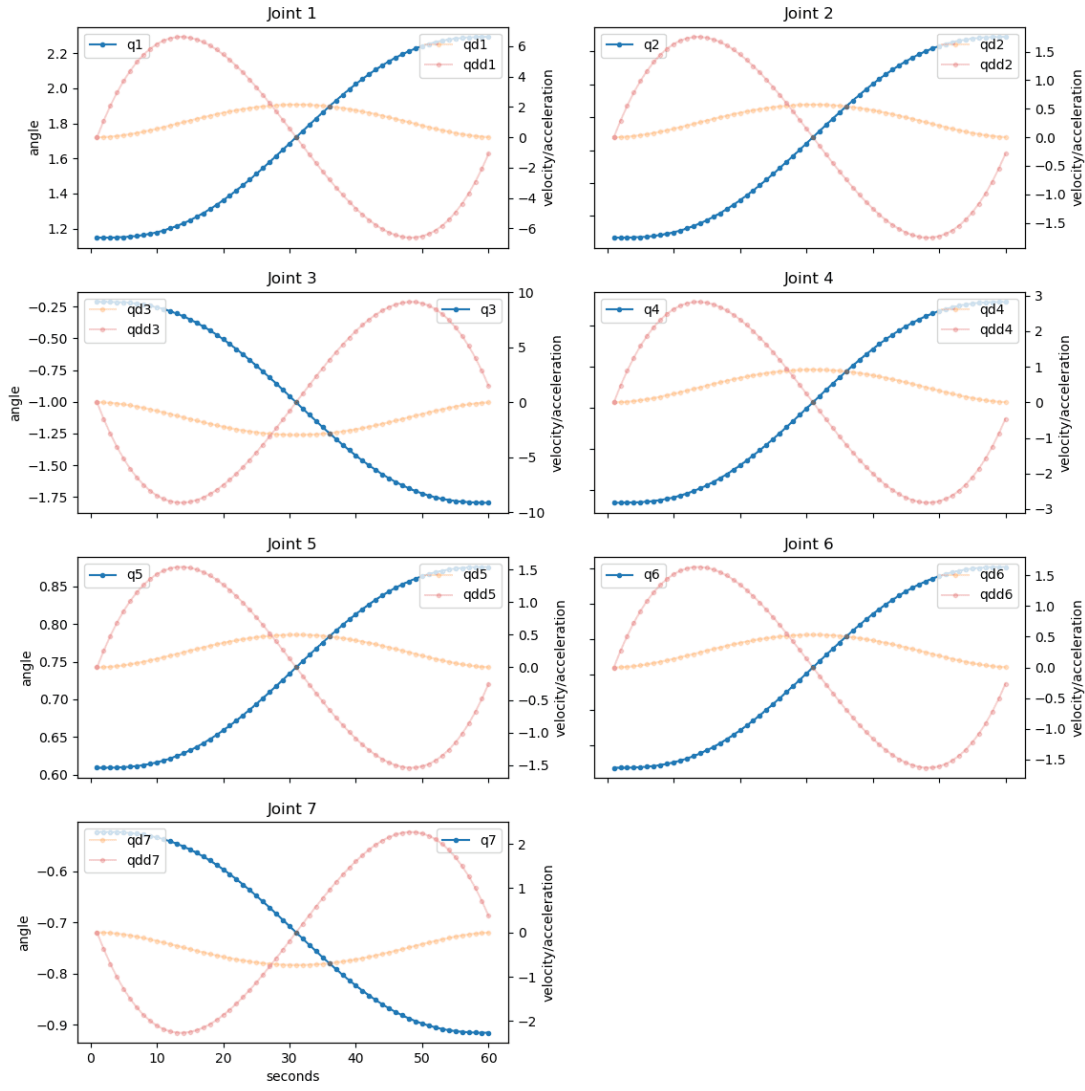 Joint 1
q1
qd1
qdd1
angle
velocity/acceleration
2.2
2.0
1.8
1.6
1.4
1.2
6
4
2
0
−2
−4
−6
Joint 2
q2
qd2
qdd2
velocity/acceleration
1.5
1.0
0.5
0.0
−0.5
−1.0
−1.5
Joint 3
qd3
qdd3
q3
angle
velocity/acceleration
−0.25
−0.50
−0.75
−1.00
−1.25
−1.50
−1.75
10
5
0
−5
−10
Joint 4
q4
qd4
qdd4
velocity/acceleration
3
2
1
0
−1
−2
−3
Joint 5
q5
qd5
qdd5
angle
velocity/acceleration
0.85
0.80
0.75
0.70
0.65
0.60
1.5
1.0
0.5
0.0
−0.5
−1.0
−1.5
Joint 6
q6
qd6
qdd6
velocity/acceleration
1.5
1.0
0.5
0.0
−0.5
−1.0
−1.5
Joint 7
qd7
qdd7
q7
angle
velocity/acceleration
−0.6
−0.7
−0.8
−0.9
2
1
0
−1
−2
0 10 20 30 40 50 60
seconds